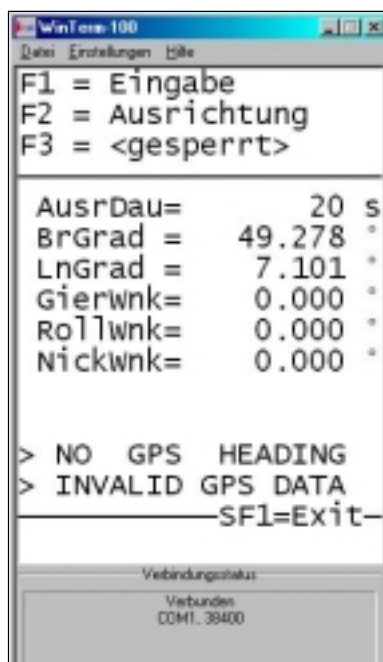 WinTerm-100
Datei Einstellungen Hilfe
F1 = Eingabe
F2 = Ausrichtung
F3 = <gesperrt>
AusrDau= 20 s
BrGrad = 49.278 °
LnGrad = 7.101 °
GierWnk= 0.000 °
RollWnk= 0.000 °
NickWnk= 0.000 °
> NO GPS HEADING
> INVALID GPS DATA
SF1=Exit
Verbindungsstatus
Verbunden
COM1, 38400